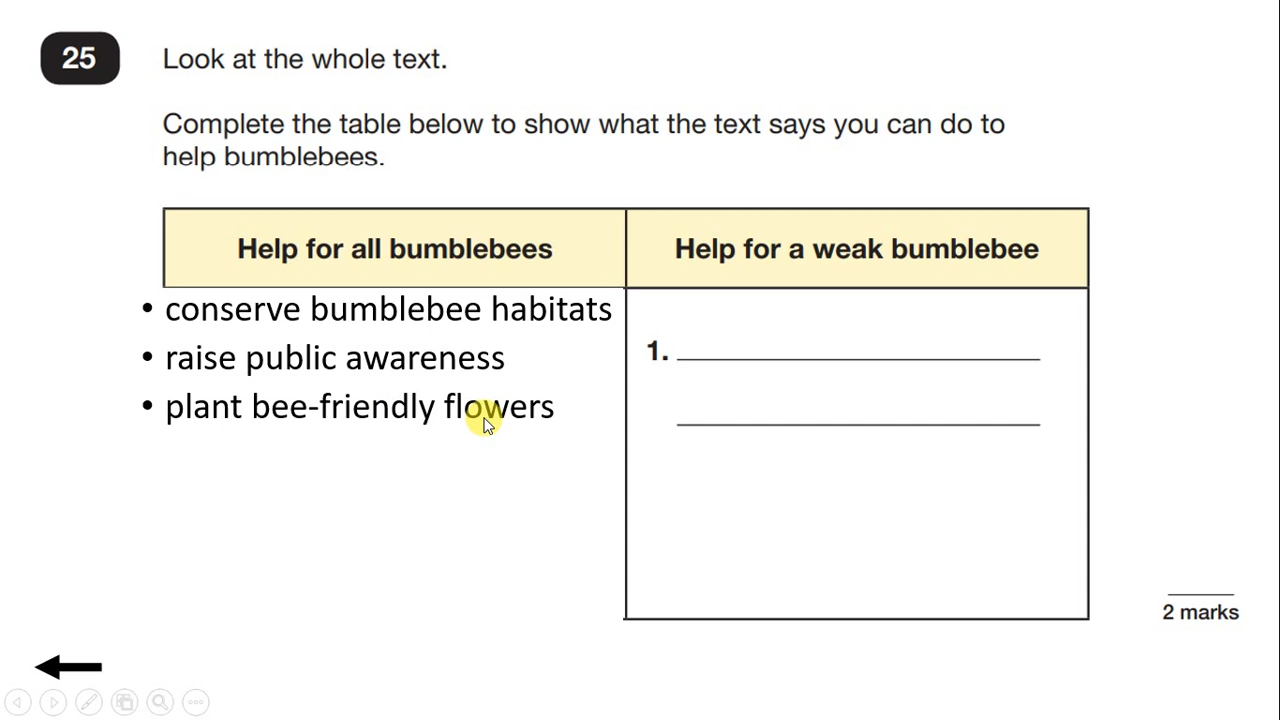 25
Look at the whole text.
Complete the table below to show what the text says you can do to
help bumblebees.
Help for all bumblebees
Help for a weak bumblebee
• conserve bumblebee habitats
• raise public awareness
• plant bee-friendly flowers
1.
2 marks